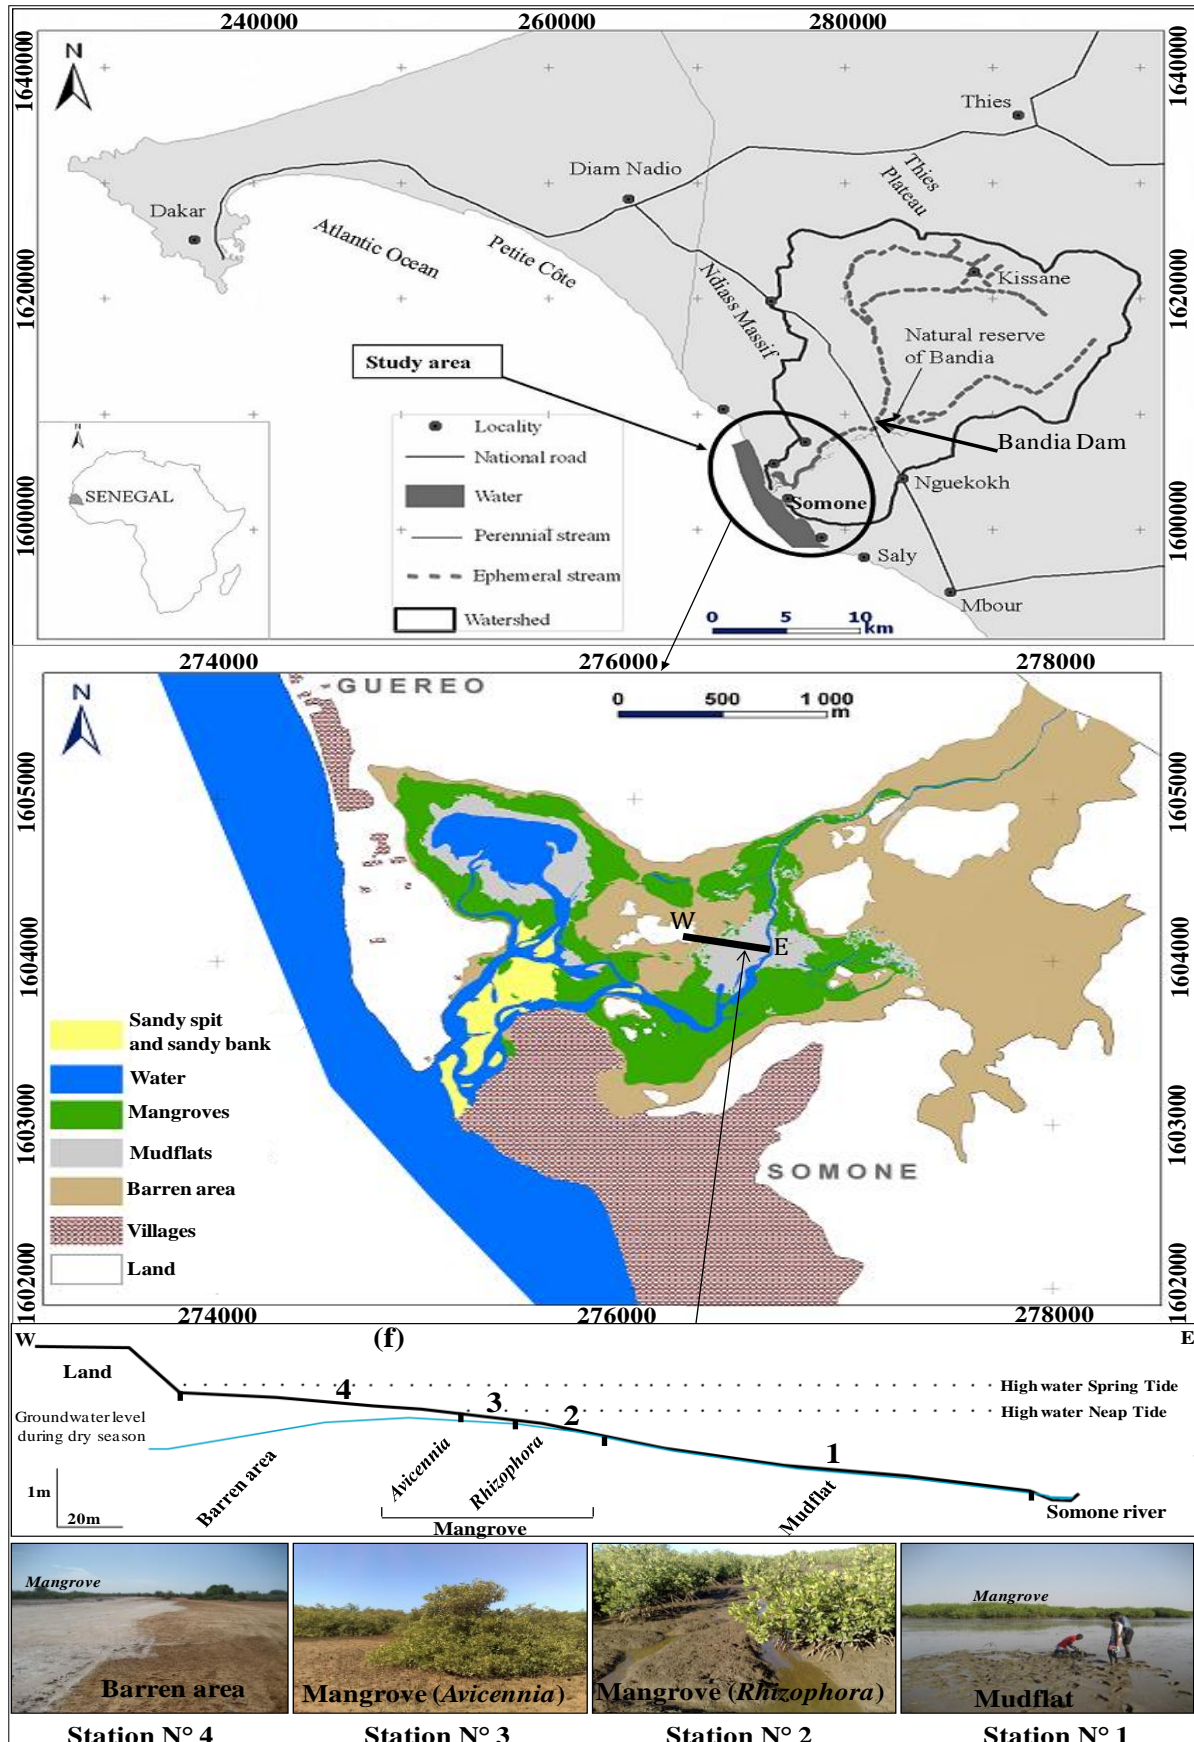 240000
260000
280000
1640000
1640000
N
Thies
Diam Nadio
Thies
Plateau
Dakar
Atlantic Ocean
Petite Côte
Ndiass Massif
Kissane
1620000
1620000
Natural reserve
of Bandia
Study area
Bandia Dam
Locality
National road
Nguekokh
N
SENEGAL
Water
Somone
1600000
1600000
Perennial stream
Saly
Ephemeral stream
Mbour
Watershed
0
5
10
km
274000
276000
278000
N
GUEREO
0
500
1 000
m
1605000
1605000
W
E
1604000
1604000
Sandy spit
and sandy bank
Water
Mangroves
1603000
1603000
Mudflats
SOMONE
Barren area
Villages
Land
1602000
1602000
274000
276000
278000
W
(f)
E
Land
4
High water Spring Tide
3
High water Neap Tide
Groundwater level
during dry season
2
1
Barren area
Avicennia
Rhizophora
Mudflat
1m
20m
Mangrove
Somone river
Mangrove
Mangrove
Barren area
Mangrove (Avicennia)
Mangrove (Rhizophora)
Mudflat
Station N° 4
Station N° 3
Station N° 2
Station N° 1